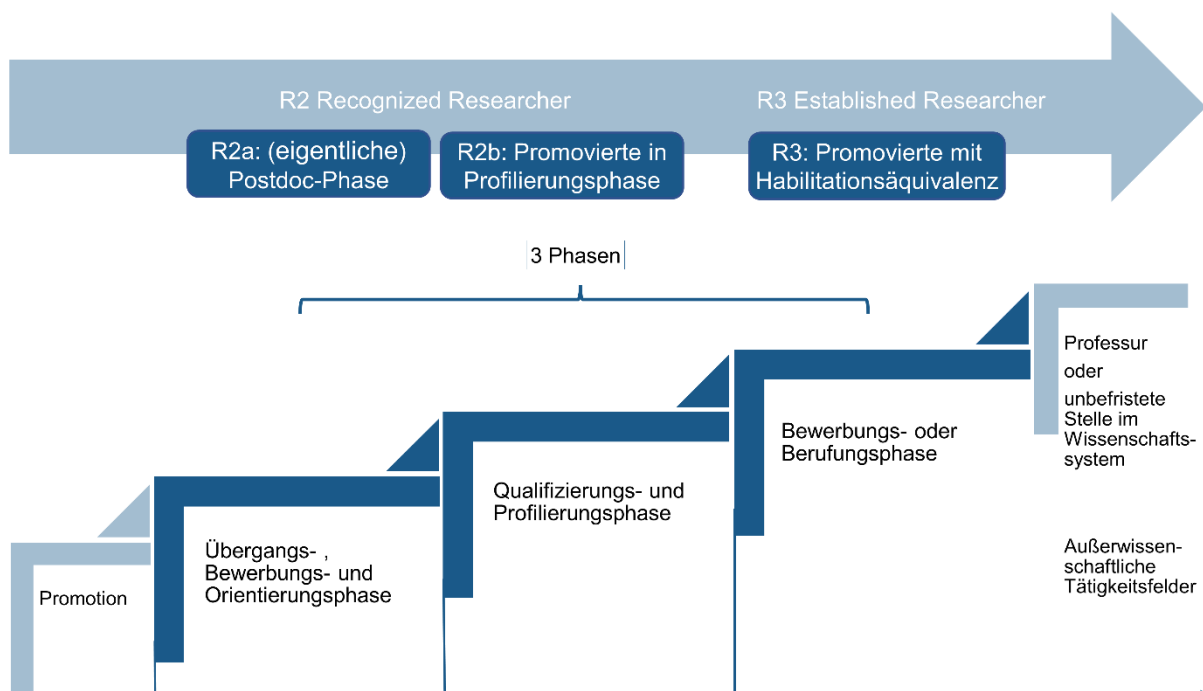 R2 Recognized Researcher
R3 Established Researcher
R2a: (eigentliche)
Postdoc-Phase
R2b: Promovierte in
Profilierungsphase
R3: Promovierte mit
Habilitationsäquivalenz
3 Phasen
Promotion
Übergangs- ,
Bewerbungs- und
Orientierungsphase
Qualifizierungs- und
Profilierungsphase
Bewerbungs- oder
Berufungsphase
Professur
oder
unbefristete
Stelle im
Wissenschafts-
system
Außerwissen-
schaftliche
Tätigkeitsfelder